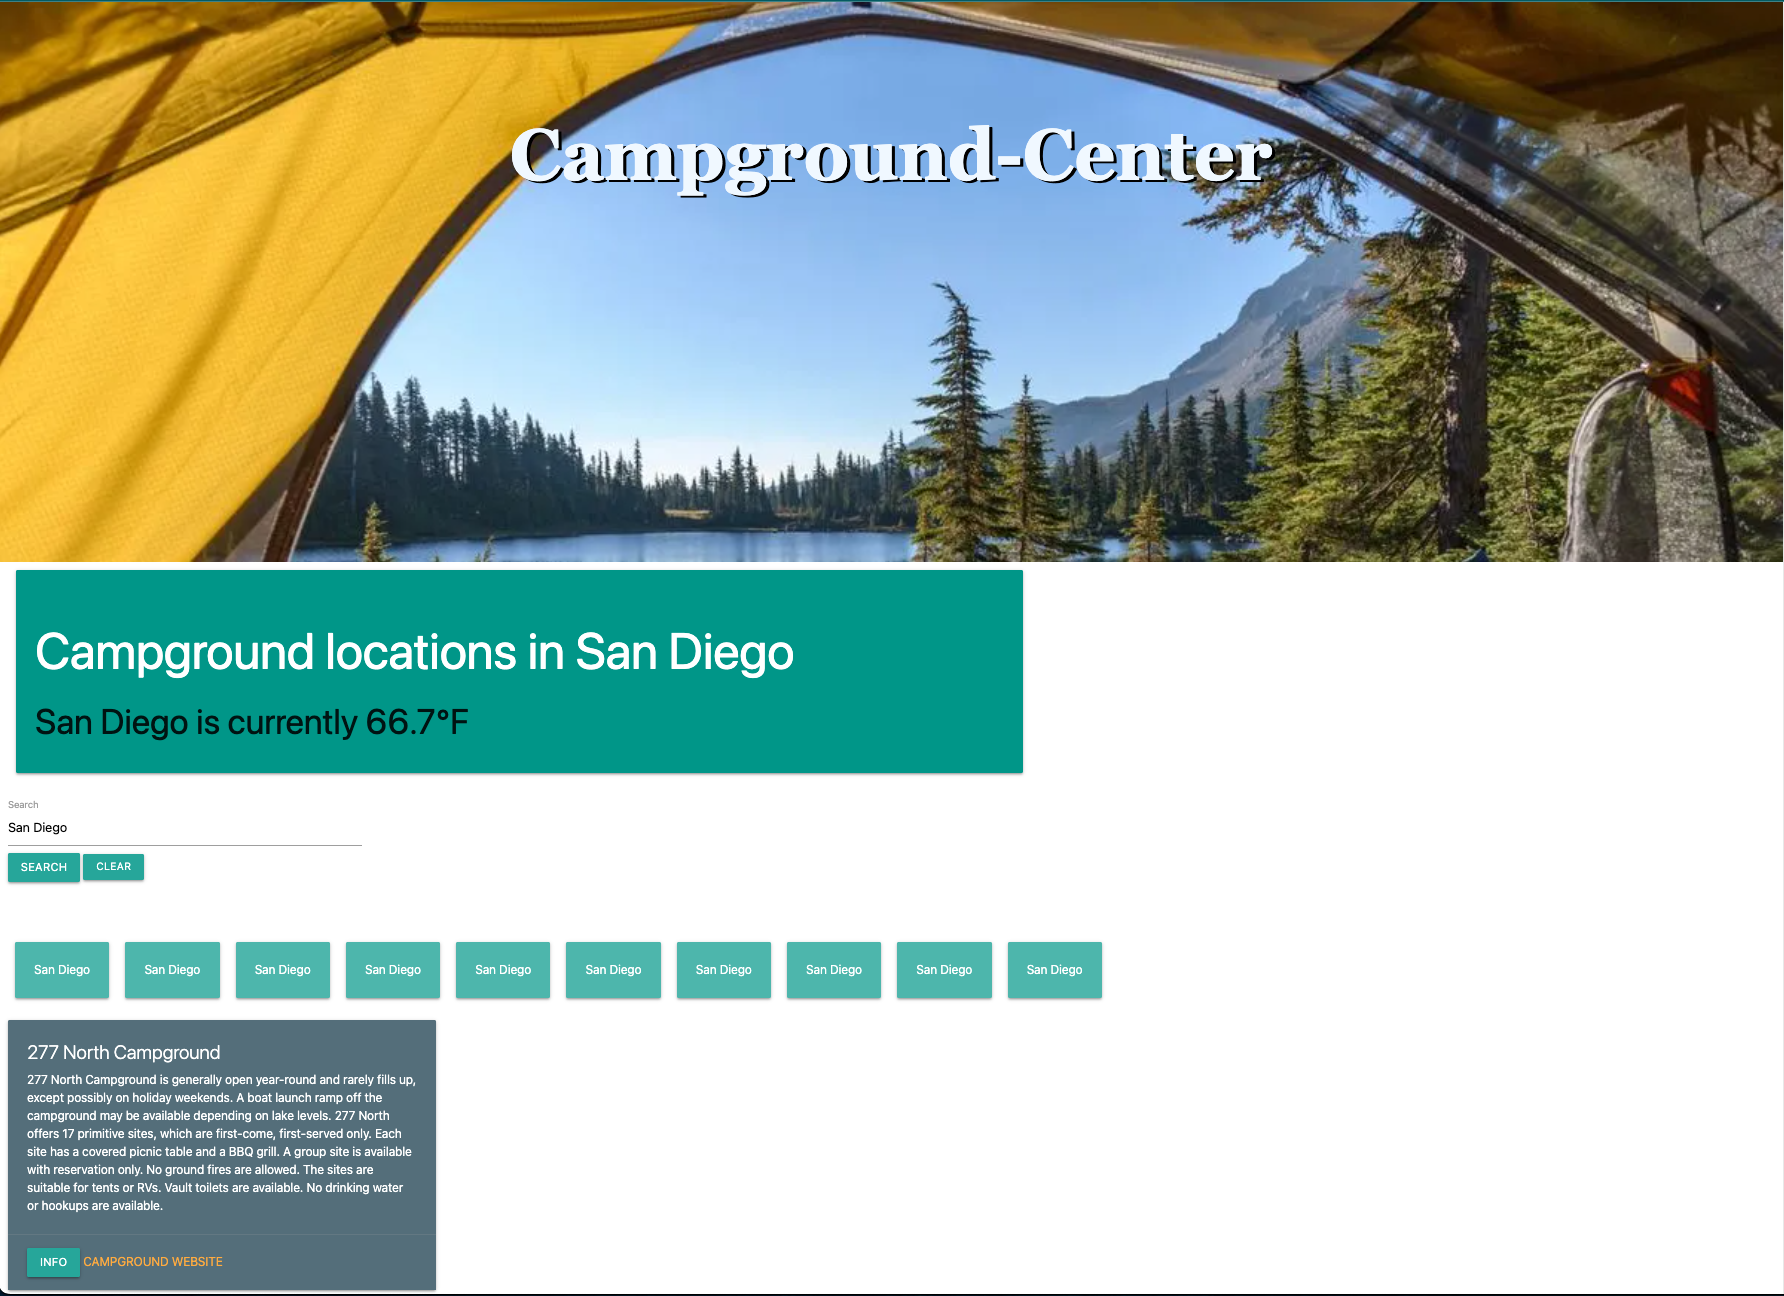 Campground-Center
Campground locations in San Diego
San Diego is currently 66.7°F
Search
San Diego
SEARCH CLEAR
San Diego San Diego San Diego San Diego San Diego San Diego San Diego San Diego San Diego San Diego
277 North Campground
277 North Campground is generally open year-round and rarely fills up,
except possibly on holiday weekends. A boat launch ramp off the
campground may be available depending on lake levels. 277 North
offers 17 primitive sites, which are first-come, first-served only. Each
site has a covered picnic table and a BBQ grill. A group site is available
with reservation only. No ground fires are allowed. The sites are
suitable for tents or RVs. Vault toilets are available. No drinking water
or hookups are available.
INFO CAMPGROUND WEBSITE